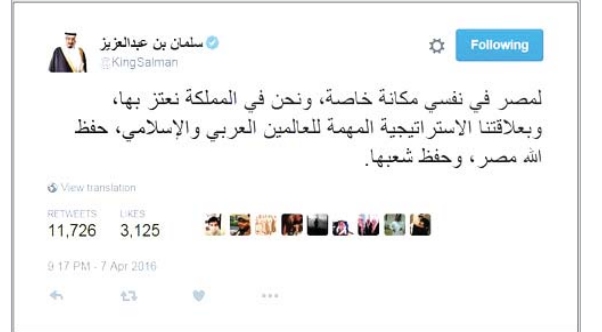 سلمان بن عبدالعزيز
@KingSalman
Following
لمصر في نفسي مكانة خاصة، ونحن في المملكة نعتز بها،
وبعلاقتنا الاستراتيجية المهمة للعالمين العربي والإسلامي، حفظ
الله مصر، وحفظ شعبها.
View translation
RETWEETS LIKES
11,726 3,125
9:17 PM - 7 Apr 2016